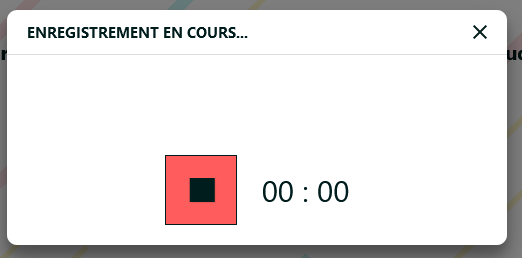 ENREGISTREMENT EN COURS...
00 : 00